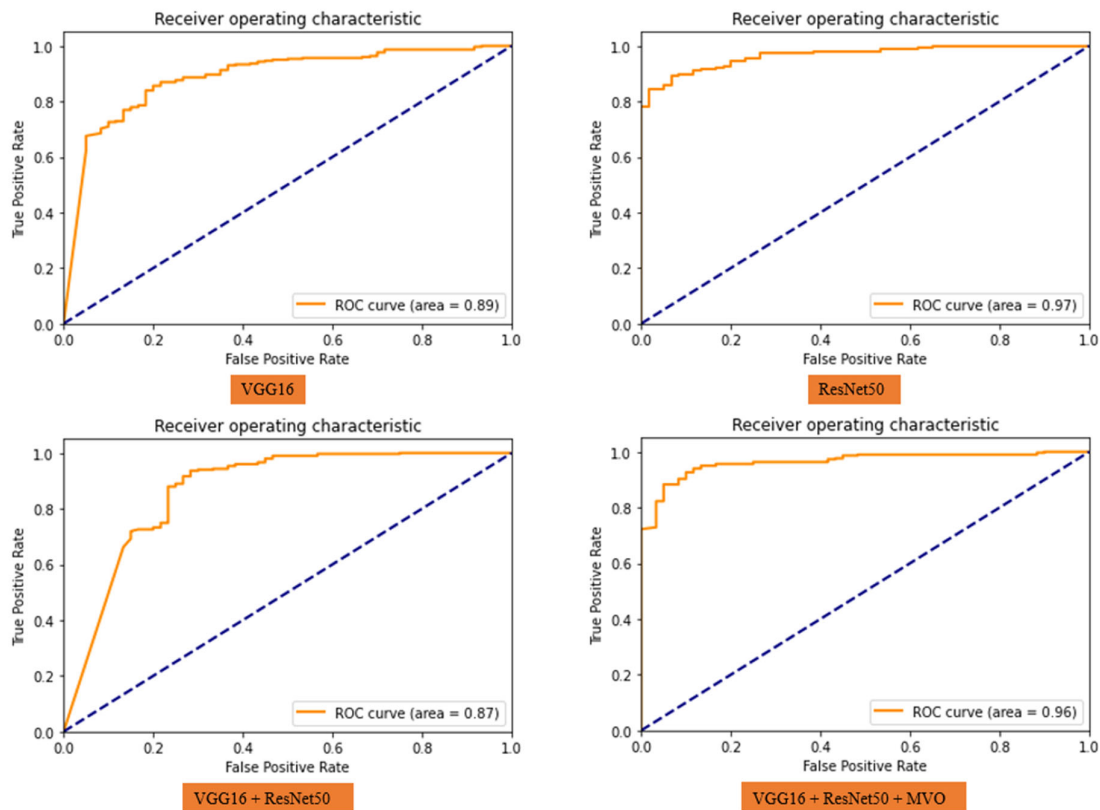 Receiver operating characteristic
1.0
0.8
0.6
0.4
0.2
0.0
True Positive Rate
ROC curve (area = 0.89)
0.0 0.2 0.4 0.6 0.8 1.0
False Positive Rate
VGG16
Receiver operating characteristic
1.0
0.8
0.6
0.4
0.2
0.0
True Positive Rate
ROC curve (area = 0.97)
0.0 0.2 0.4 0.6 0.8 1.0
False Positive Rate
ResNet50
Receiver operating characteristic
1.0
0.8
0.6
0.4
0.2
0.0
True Positive Rate
ROC curve (area = 0.87)
0.0 0.2 0.4 0.6 0.8 1.0
False Positive Rate
VGG16 + ResNet50
Receiver operating characteristic
1.0
0.8
0.6
0.4
0.2
0.0
True Positive Rate
ROC curve (area = 0.96)
0.0 0.2 0.4 0.6 0.8 1.0
False Positive Rate
VGG16 + ResNet50 + MVO